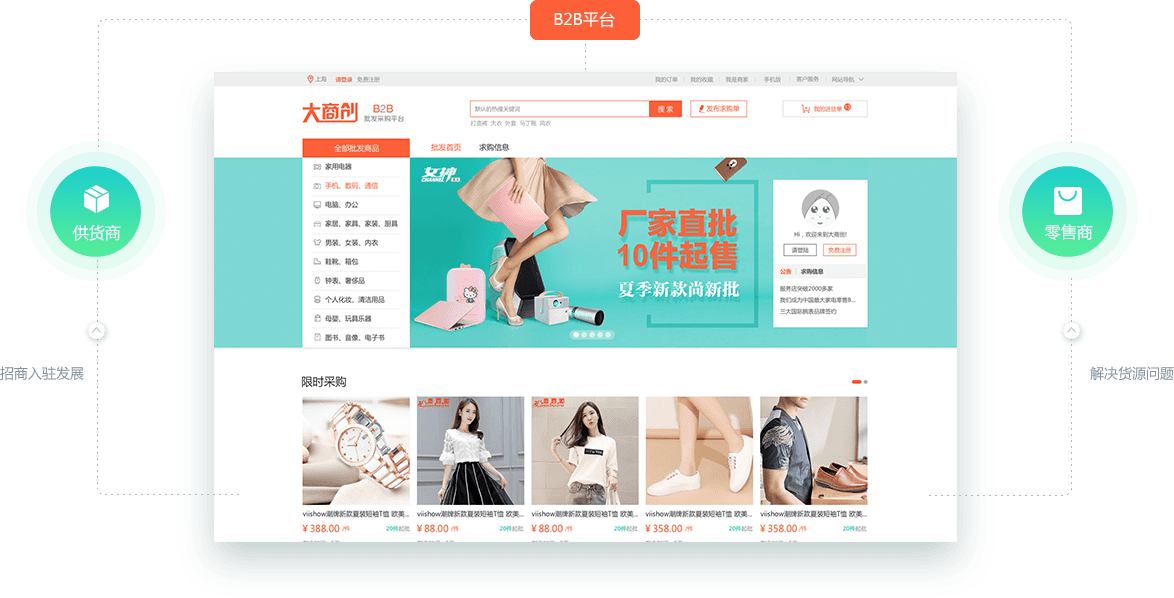 B2B平台
上海 请登录 免费注册
我的订单 我的收藏 我是商家 手机店 客户服务 网站导航
大商创 B2B
批发采购平台
默认的热搜关键词
搜 索
发布求购单
我的进货单
打底裤 大衣 外套 马丁靴 风衣
全部批发商品
批发首页 求购信息
家用电器
手机、数码、通信
电脑、办公
家居、家具、家装、厨具
男装、女装、内衣
鞋靴、箱包
钟表、奢侈品
个人化妆、清洁用品
母婴、玩具乐器
图书、音像、电子书
女神
CHANNEL
厂家直批
10件起售
夏季新款尚新批
Hi，欢迎来到大商创!
请登陆 免费注册
公告 求购信息
服务店突破2000多家
我们成为中国最大家电零售B...
三大国际腕表品牌签约
供货商
零售商
招商入驻发展
解决货源问题
限时采购
viishow潮牌新款夏装短袖T恤 欧美...
¥ 388.00 /件 20件起批
viishow潮牌新款夏装短袖T恤 欧美...
¥ 88.00 /件 20件起批
viishow潮牌新款夏装短袖T恤 欧美...
¥ 88.00 /件 20件起批
viishow潮牌新款夏装短袖T恤 欧美...
¥ 358.00 /件 20件起批
viishow潮牌新款夏装短袖T恤 欧美...
¥ 358.00 /件 20件起批